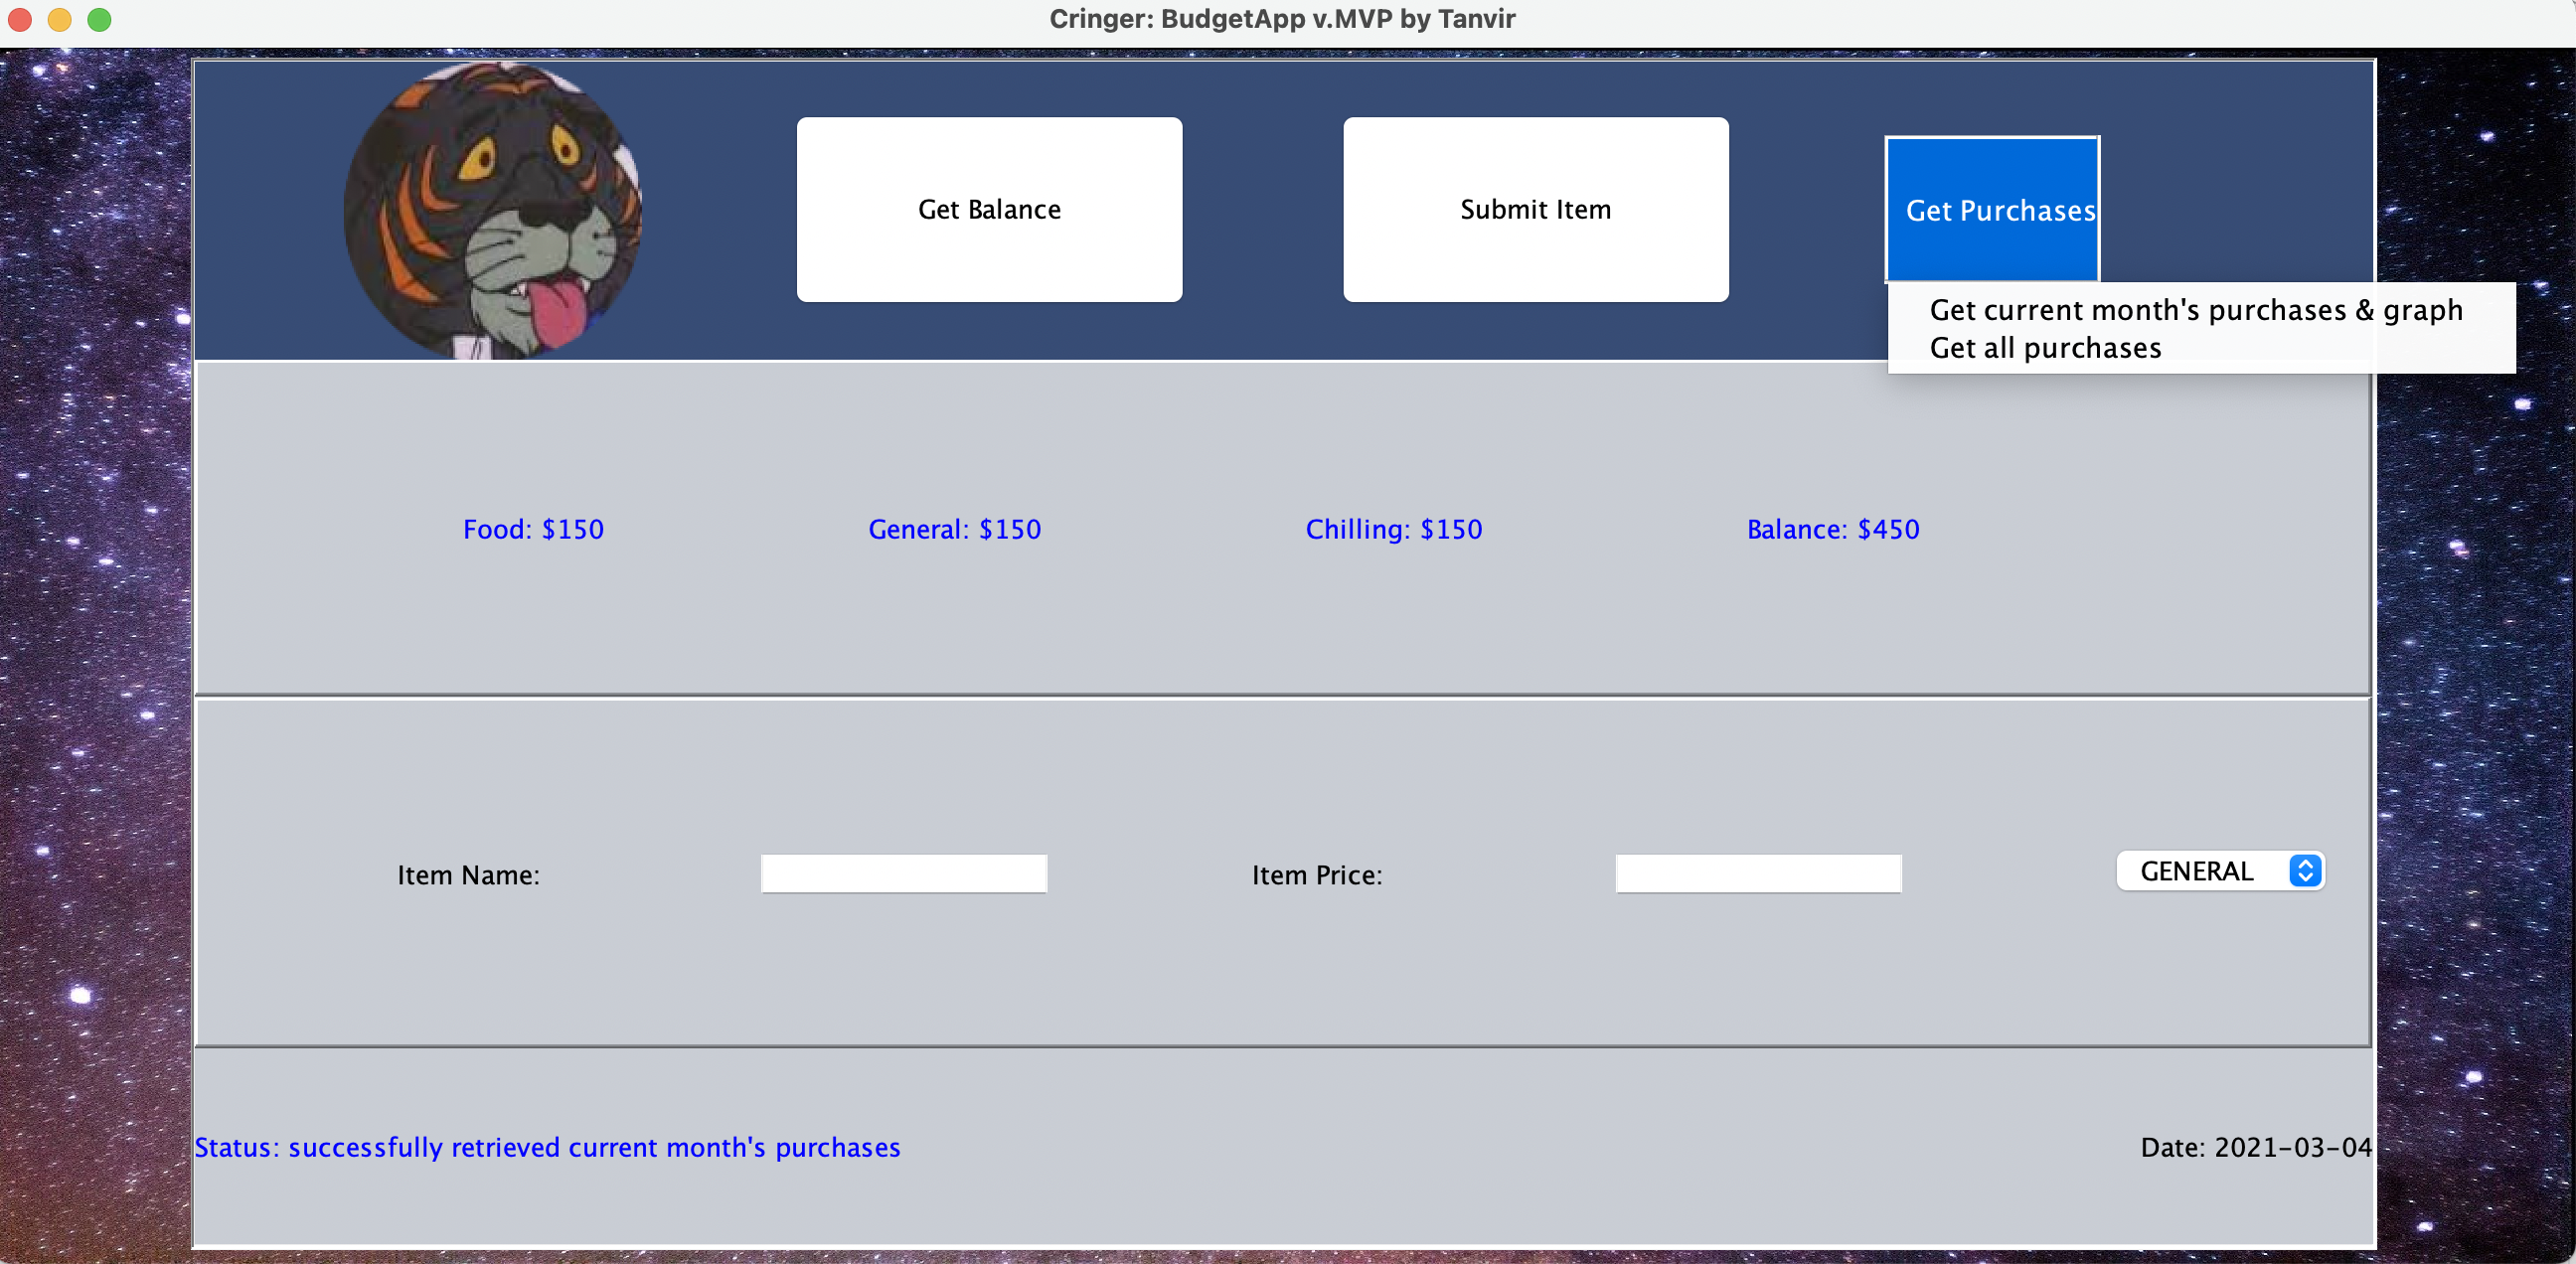 Cringer: BudgetApp v.MVP by Tanvir
Get Balance
Submit Item
Get Purchases
Get current month's purchases & graph
Get all purchases
Food: $150
General: $150
Chilling: $150
Balance: $450
Item Name:
Item Price:
GENERAL
Status: successfully retrieved current month's purchases
Date: 2021-03-04